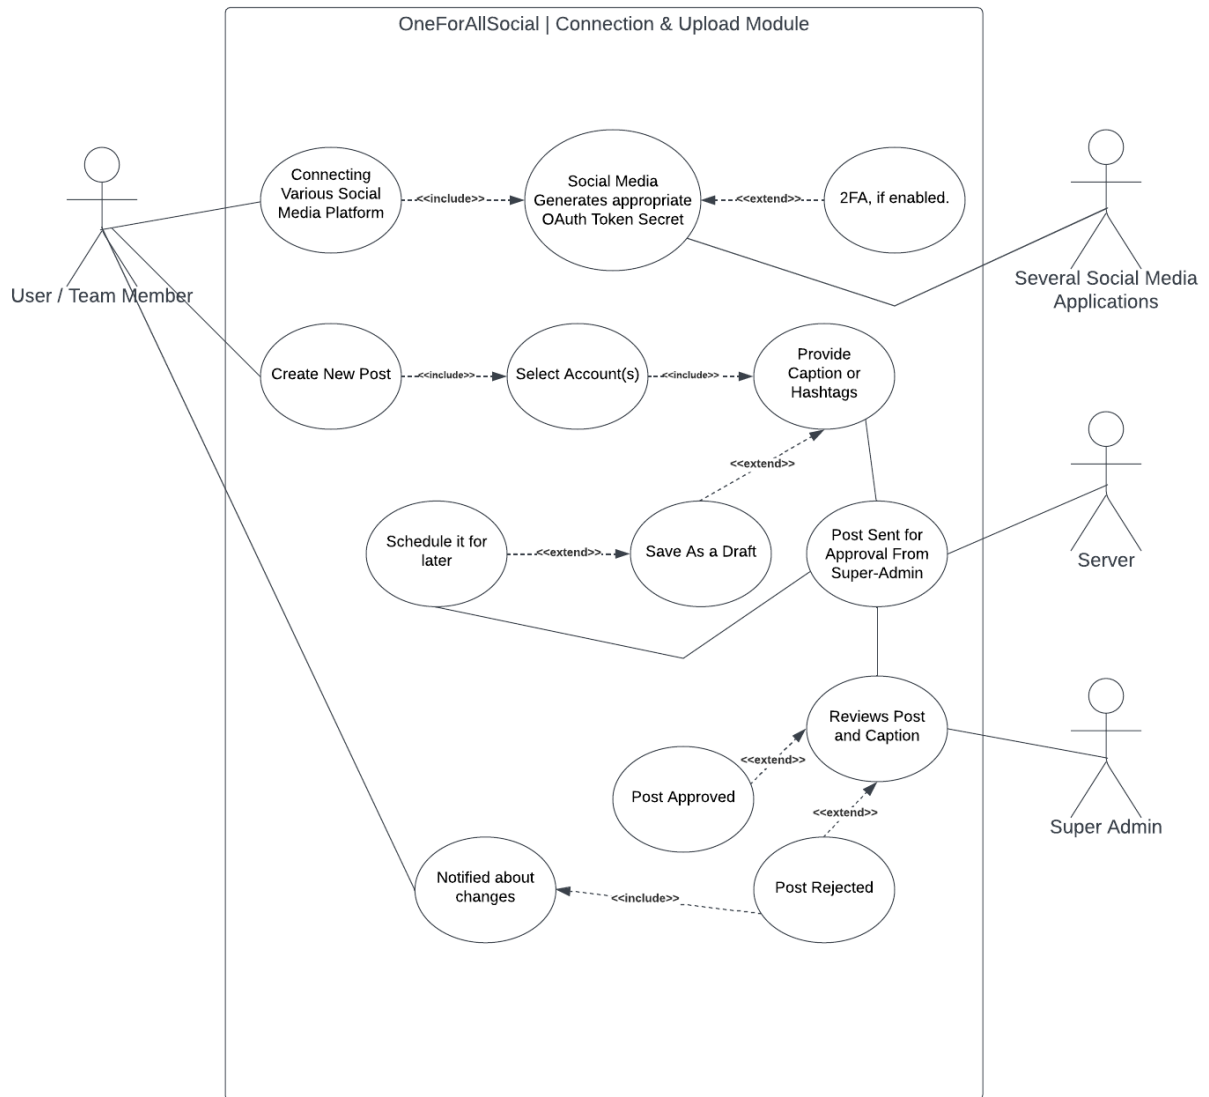 OneForAllSocial | Connection & Upload Module
Connecting
Various Social
Media Platform
<<include>>
Social Media
Generates appropriate
OAuth Token Secret
<<extend>>
2FA, if enabled.
User / Team Member
Several Social Media
Applications
Create New Post
<<include>>
Select Account(s)
<<include>>
Provide
Caption or
Hashtags
<<extend>>
Schedule it for
later
<<extend>>
Save As a Draft
Post Sent for
Approval From
Super-Admin
Server
Reviews Post
and Caption
<<extend>>
Post Approved
<<extend>>
Super Admin
Notified about
changes
<<include>>
Post Rejected